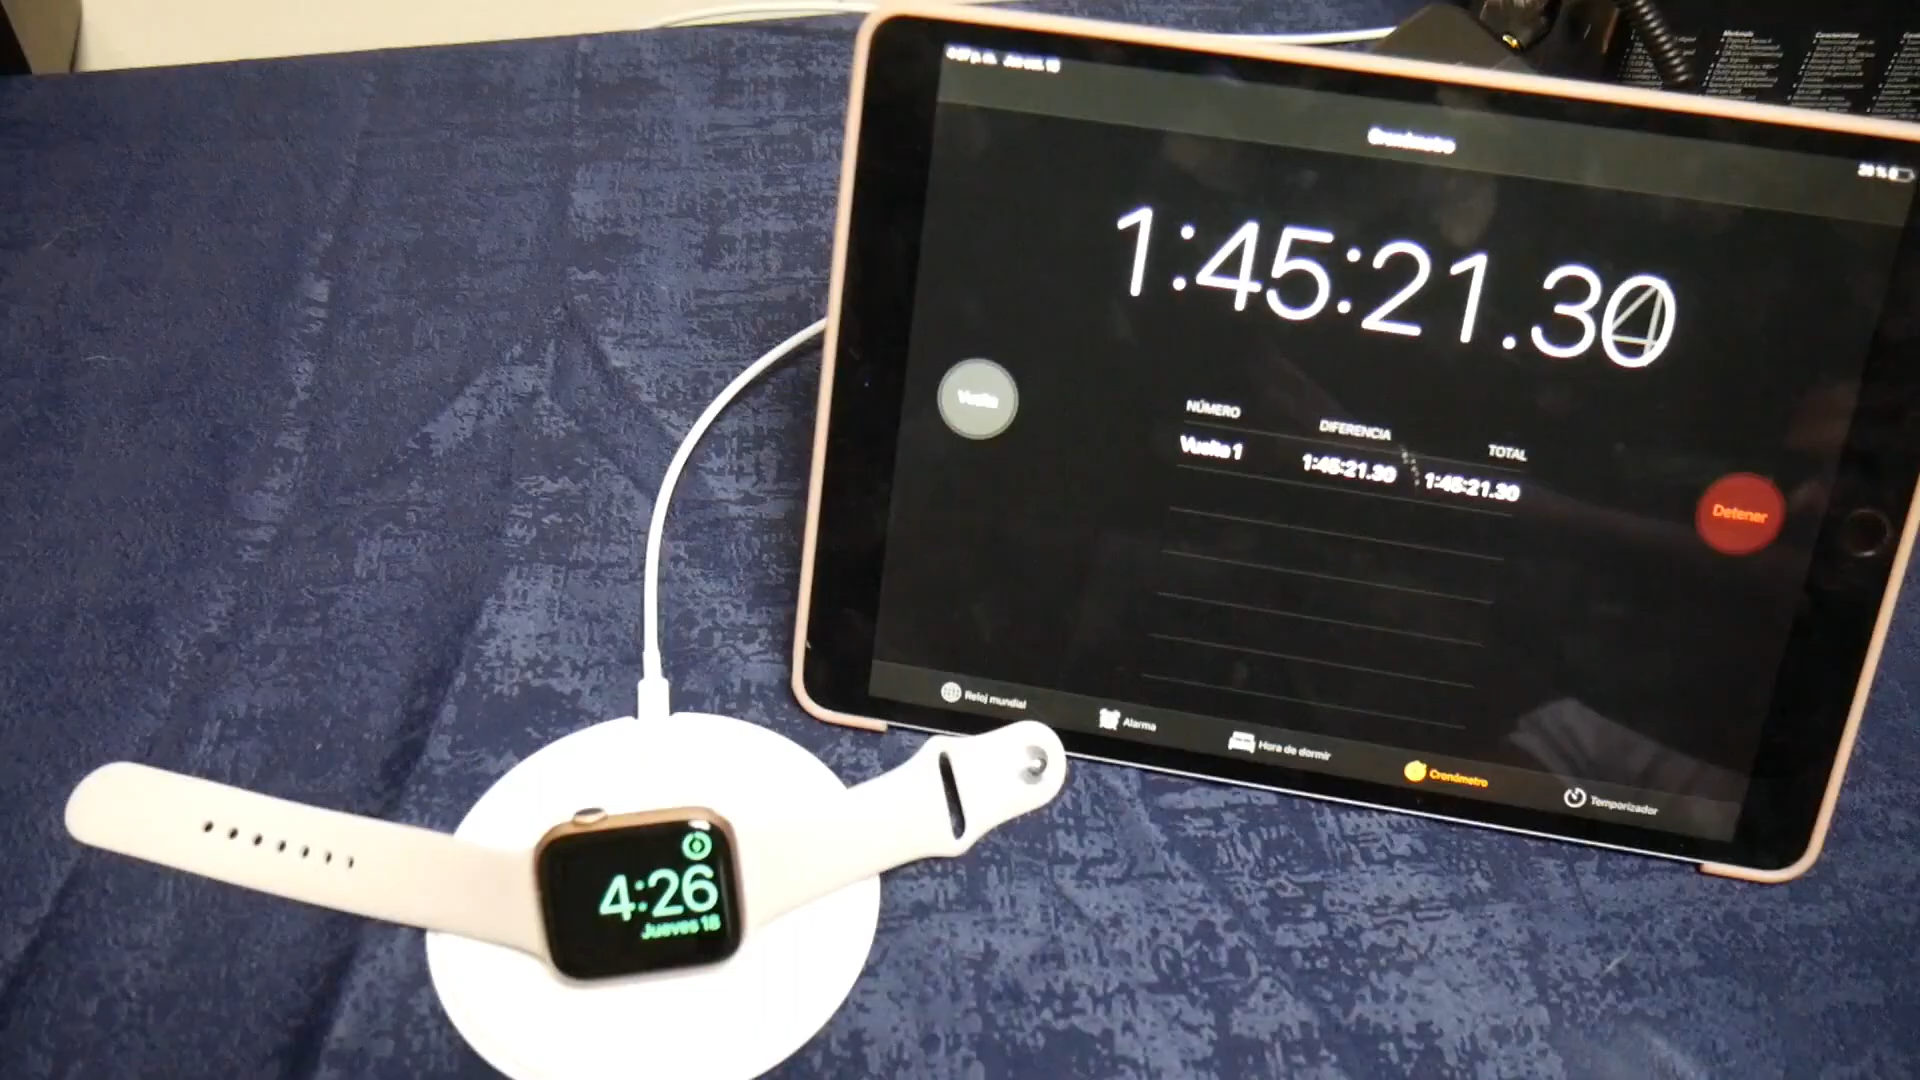 Cronómetro
1:45:21.30
Vuelta
NÚMERO DIFERENCIA TOTAL
Vuelta 1 1:45:21.30 1:45:21.30
Detener
Reloj mundial
Alarma
Hora de dormir
Cronómetro
Temporizador
4:26
Jueves 18